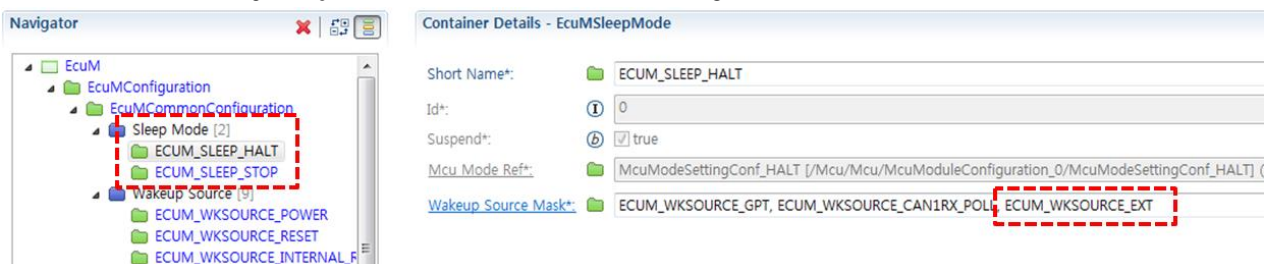 Navigator
EcuM
EcuMConfiguration
EcuMCommonConfiguration
Sleep Mode [2]
ECUM_SLEEP_HALT
ECUM_SLEEP_STOP
Wakeup Source [9]
ECUM_WKSOURCE_POWER
ECUM_WKSOURCE_RESET
ECUM_WKSOURCE_INTERNAL_R
Container Details - EcuMSleepMode
Short Name*: ECUM_SLEEP_HALT
Id*: 0
Suspend*: true
Mcu Mode Ref*: McuModeSettingConf_HALT [/Mcu/Mcu/McuModuleConfiguration_0/McuModeSettingConf_HALT] (
Wakeup Source Mask*: ECUM_WKSOURCE_GPT, ECUM_WKSOURCE_CAN1RX_POLL, ECUM_WKSOURCE_EXT